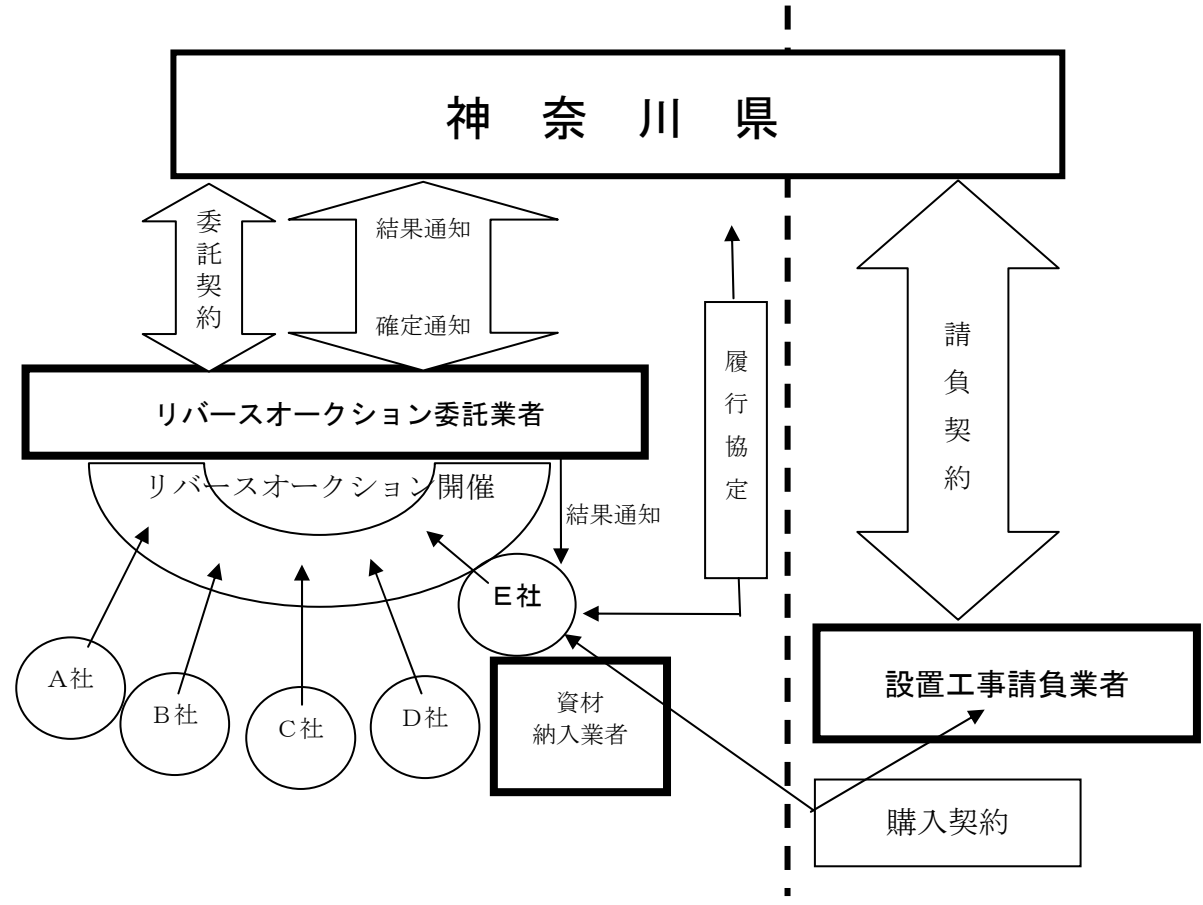 神奈川県
委託契約
結果通知
確定通知
履行協定
請負契約
リバースオークション委託業者
リバースオークション開催
結果通知
E社
A社
B社
C社
D社
資材
納入業者
設置工事請負業者
購入契約